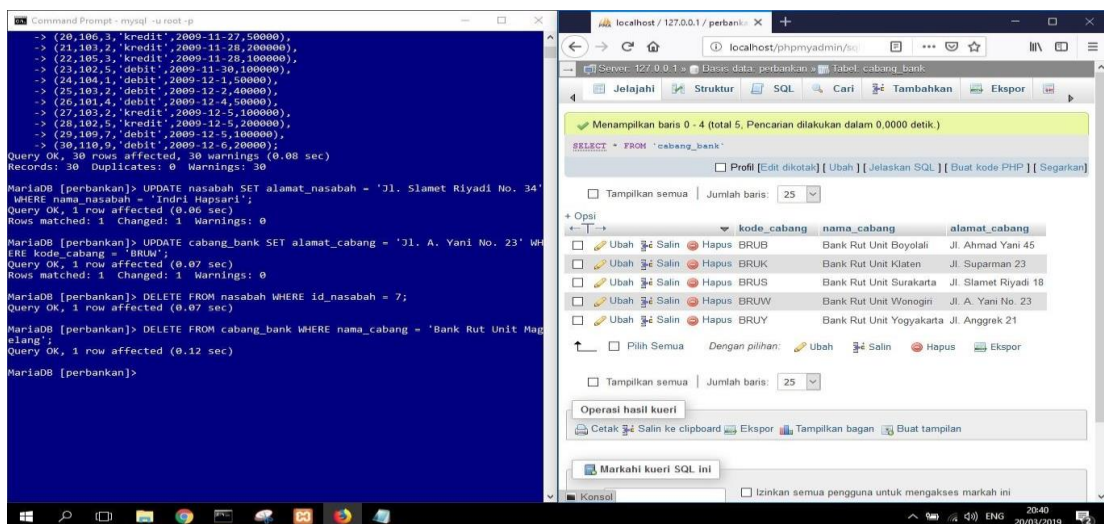 Command Prompt - mysql -u root -p
-> (20,106,3,'kredit',2009-11-27,50000),
-> (21,103,2,'kredit',2009-11-28,200000),
-> (22,105,3,'kredit',2009-11-28,100000),
-> (23,102,5,'debit',2009-11-30,100000),
-> (24,104,1,'debit',2009-12-1,50000),
-> (25,103,2,'debit',2009-12-2,40000),
-> (26,101,4,'debit',2009-12-4,50000),
-> (27,103,2,'kredit',2009-12-5,100000),
-> (28,102,5,'kredit',2009-12-5,200000),
-> (29,109,7,'debit',2009-12-5,100000),
-> (30,110,9,'debit',2009-12-6,20000);
Query OK, 30 rows affected, 30 warnings (0.08 sec)
Records: 30 Duplicates: 0 Warnings: 30
MariaDB [perbankan]> UPDATE nasabah SET alamat_nasabah = 'Jl. Slamet Riyadi No. 34'
WHERE nama_nasabah = 'Indri Hapsari';
Query OK, 1 row affected (0.06 sec)
Rows matched: 1 Changed: 1 Warnings: 0
MariaDB [perbankan]> UPDATE cabang_bank SET alamat_cabang = 'Jl. A. Yani No. 23' WH
ERE kode_cabang = 'BRUW';
Query OK, 1 row affected (0.07 sec)
Rows matched: 1 Changed: 1 Warnings: 0
MariaDB [perbankan]> DELETE FROM nasabah WHERE id_nasabah = 7;
Query OK, 1 row affected (0.07 sec)
MariaDB [perbankan]> DELETE FROM cabang_bank WHERE nama_cabang = 'Bank Rut Unit Mag
elang';
Query OK, 1 row affected (0.12 sec)
MariaDB [perbankan]>
localhost / 127.0.0.1 / perbanka
localhost/phpmyadmin/sql
Server: 127.0.0.1 » Basis data: perbankan » Tabel: cabang_bank
Jelajahi Struktur SQL Cari Tambahkan Ekspor
Menampilkan baris 0 - 4 (total 5, Pencarian dilakukan dalam 0,0000 detik.)
SELECT * FROM `cabang_bank`
Profil [Edit dikotak] [ Ubah ] [ Jelaskan SQL ] [ Buat kode PHP ] [ Segarkan]
Tampilkan semua | Jumlah baris: 25
+ Opsi
kode_cabang nama_cabang alamat_cabang
Ubah Salin Hapus BRUB Bank Rut Unit Boyolali Jl. Ahmad Yani 45
Ubah Salin Hapus BRUK Bank Rut Unit Klaten Jl. Suparman 23
Ubah Salin Hapus BRUS Bank Rut Unit Surakarta Jl. Slamet Riyadi 18
Ubah Salin Hapus BRUW Bank Rut Unit Wonogiri Jl. A. Yani No. 23
Ubah Salin Hapus BRUY Bank Rut Unit Yogyakarta Jl. Anggrek 21
Pilih Semua Dengan pilihan: Ubah Salin Hapus Ekspor
Tampilkan semua | Jumlah baris: 25
Operasi hasil kueri
Cetak Salin ke clipboard Ekspor Tampilkan bagan Buat tampilan
Markahi kueri SQL ini
Konsol
Izinkan semua pengguna untuk mengakses markah ini
ENG
20:40
20/03/2019